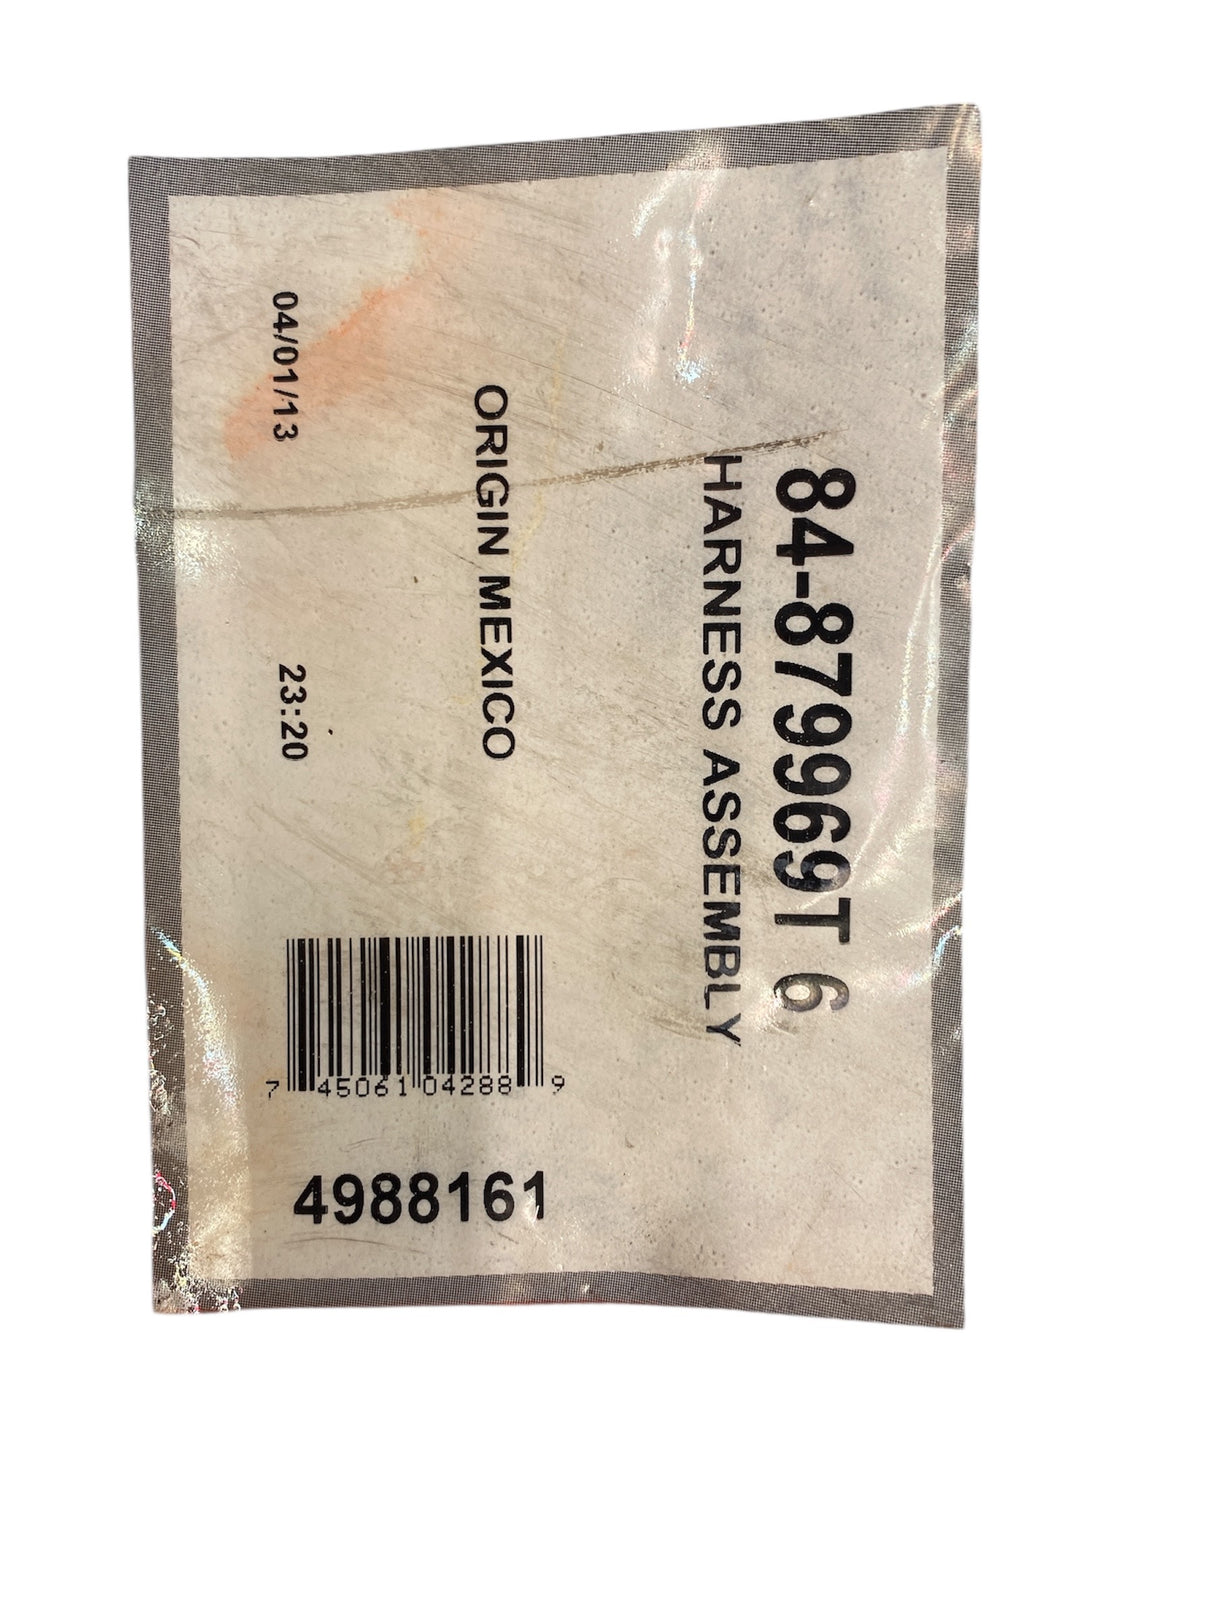 84-879969T 6
HARNESS ASSEMBLY
ORIGIN MEXICO
04/01/13
23:20
7 45061 04288 9
4988161